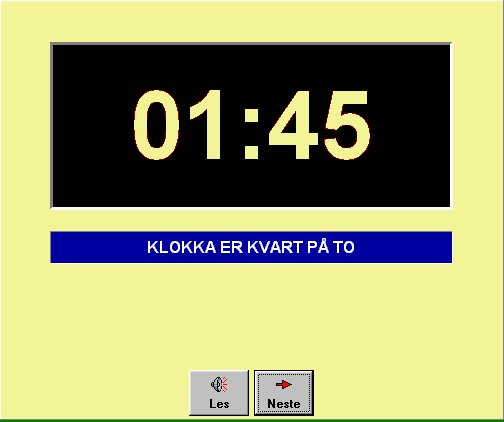 01:45
KLOKKA ER KVART PÅ TO
Les
Neste